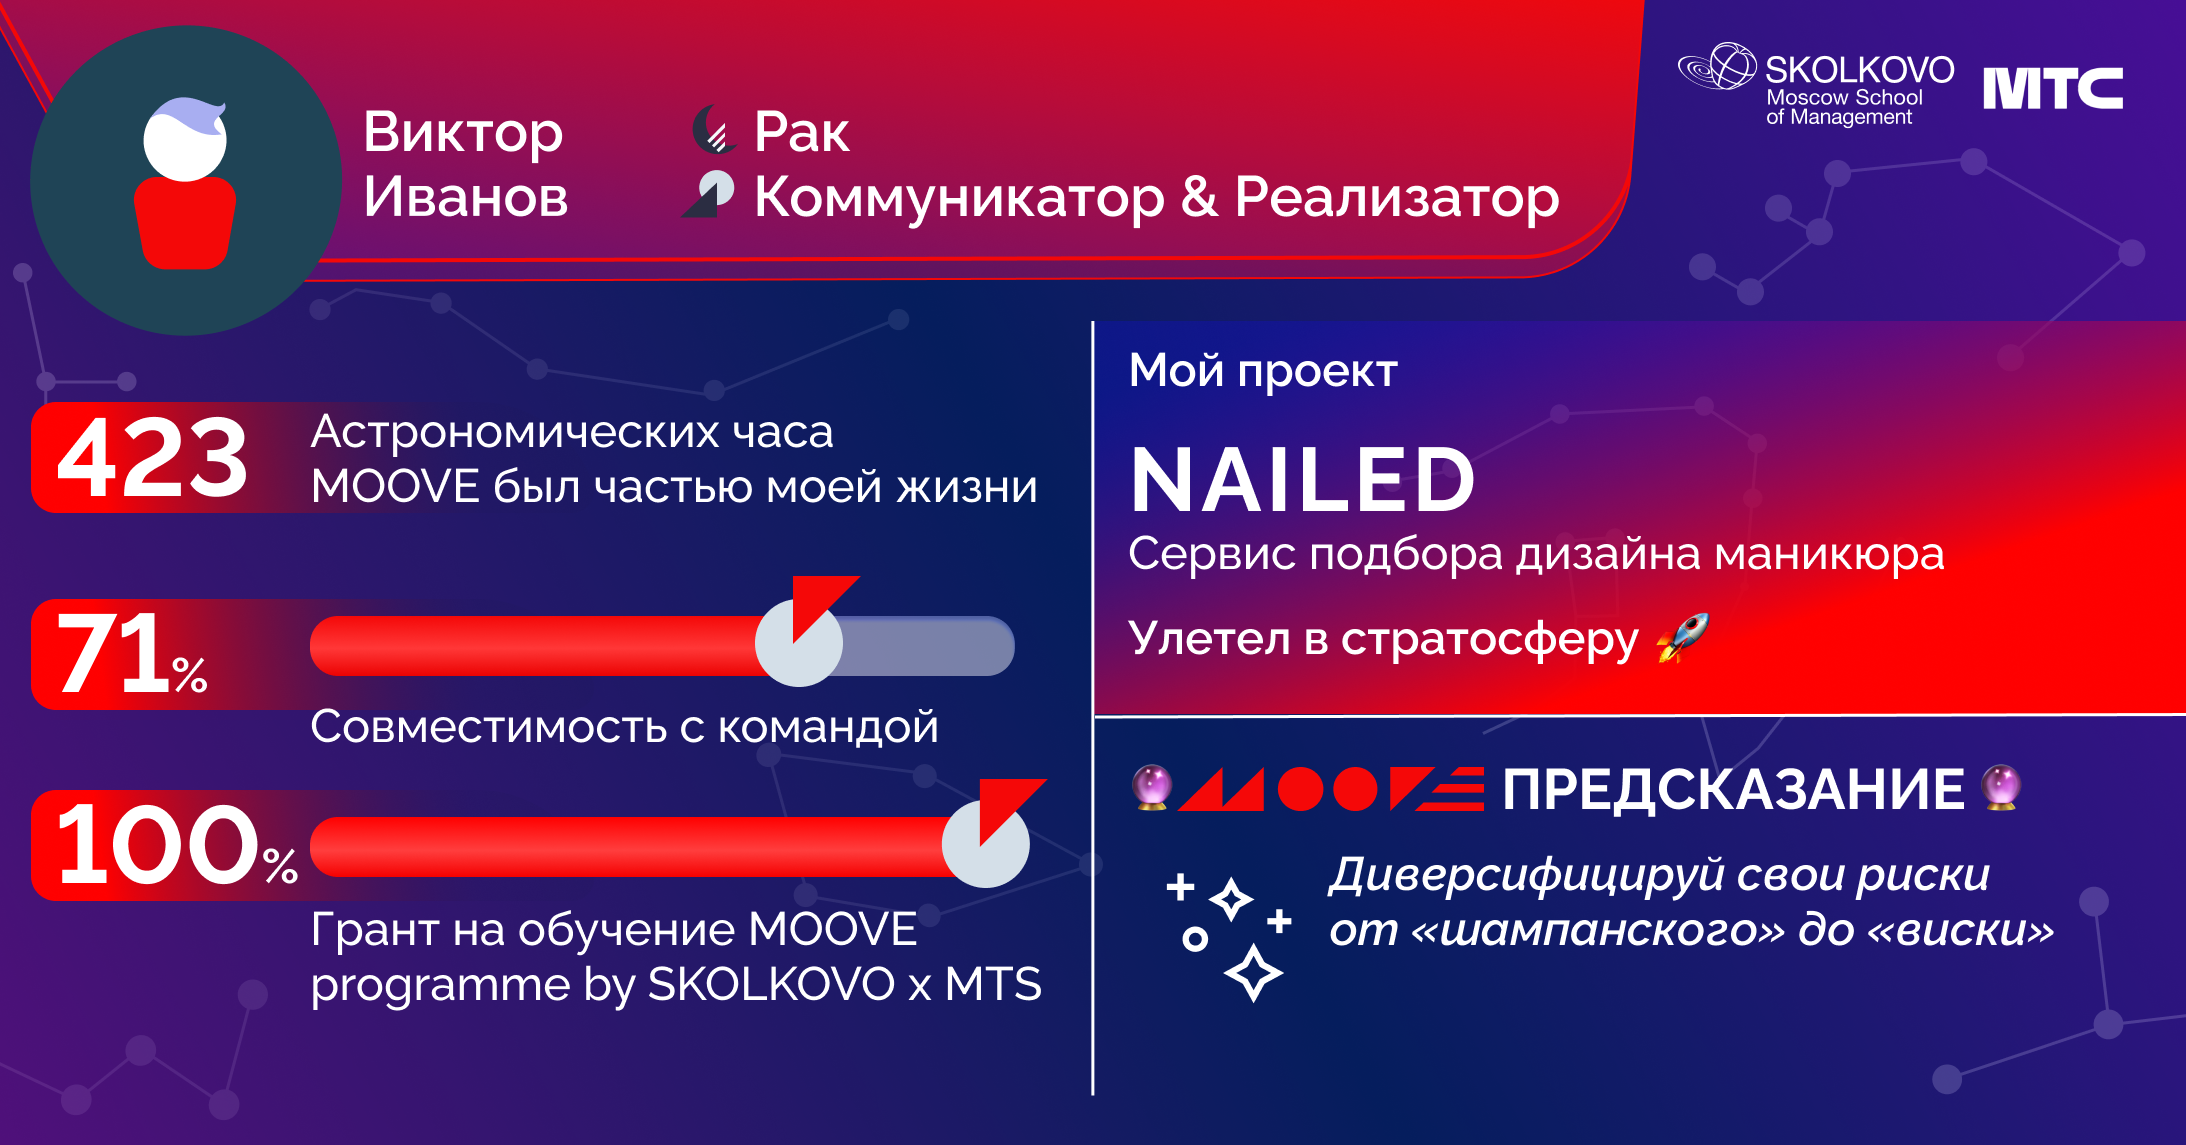 Виктор
Иванов
Рак
Коммуникатор & Реализатор
SKOLKOVO
Moscow School
of Management
МТС
423
Астрономических часа
MOOVE был частью моей жизни
71%
Совместимость с командой
100%
Грант на обучение MOOVE
programme by SKOLKOVO x MTS
Мой проект
NAILED
Сервис подбора дизайна маникюра
Улетел в стратосферу 🚀
🔮 MOOVE ПРЕДСКАЗАНИЕ 🔮
Диверсифицируй свои риски
от «шампанского» до «виски»